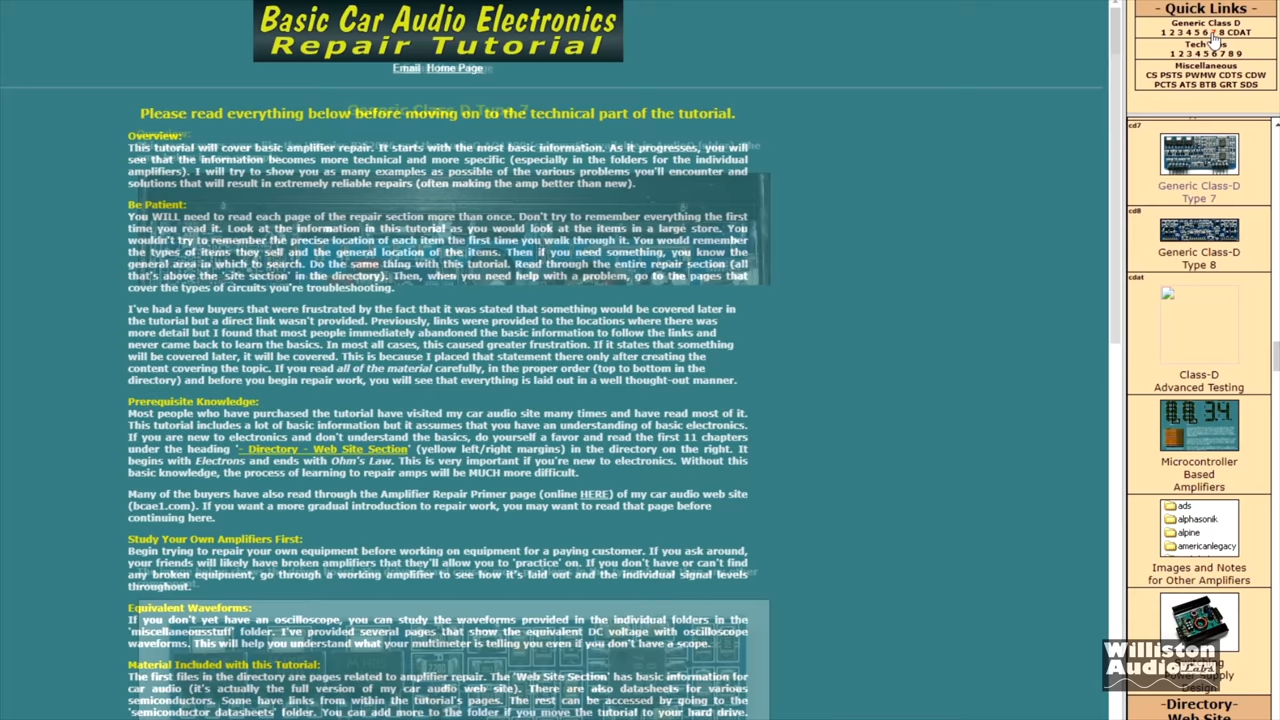 Basic Car Audio Electronics
Repair Tutorial
Email Home Page
Generic Class D Type 7
Please read everything below before moving on to the technical part of the tutorial.
Overview:
This tutorial will cover basic amplifier repair. It starts with the most basic information. As it progresses, you will
see that the information becomes more technical and more specific (especially in the folders for the individual
amplifiers). I will try to show you as many examples as possible of the various problems you'll encounter and
solutions that will result in extremely reliable repairs (often making the amp better than new).
Be Patient:
You WILL need to read each page of the repair section more than once. Don't try to remember everything the first
time you read it. Look at the information in this tutorial as you would look at the items in a large store. You
wouldn't try to remember the precise location of each item the first time you walk through it. You would remember
the types of items they sell and the general location of the items. Then if you need something, you know the
general area in which to search. Do the same thing with this tutorial. Read through the entire repair section (all
that's above the 'site section' in the directory). Then, when you need help with a problem, go to the pages that
cover the types of circuits you're troubleshooting.
I've had a few buyers that were frustrated by the fact that it was stated that something would be covered later in
the tutorial but a direct link wasn't provided. Previously, links were provided to the locations where there was
more detail but I found that most people immediately abandoned the basic information to follow the links and
never came back to learn the basics. In most all cases, this caused greater frustration. If it states that something
will be covered later, it will be covered. This is because I placed that statement there only after creating the
content covering the topic. If you read all of the material carefully, in the proper order (top to bottom in the
directory) and before you begin repair work, you will see that everything is laid out in a well thought-out manner.
Prerequisite Knowledge:
Most people who have purchased the tutorial have visited my car audio site many times and have read most of it.
This tutorial includes a lot of basic information but it assumes that you have an understanding of basic electronics.
If you are new to electronics and don't understand the basics, do yourself a favor and read the first 11 chapters
under the heading '- Directory - Web Site Section' (yellow left/right margins) in the directory on the right. It
begins with Electrons and ends with Ohm's Law. This is very important if you're new to electronics. Without this
basic knowledge, the process of learning to repair amps will be MUCH more difficult.
Many of the buyers have also read through the Amplifier Repair Primer page (online HERE) of my car audio web site
(bcae1.com). If you want a more gradual introduction to repair work, you may want to read that page before
continuing here.
Study Your Own Amplifiers First:
Begin trying to repair your own equipment before working on equipment for a paying customer. If you ask around,
your friends will likely have broken amplifiers that they'll allow you to 'practice' on. If you don't have or can't find
any broken equipment, go through a working amplifier to see how it's laid out and the individual signal levels
throughout.
Equivalent Waveforms:
If you don't yet have an oscilloscope, you can study the waveforms provided in the individual folders in the
'miscellaneousstuff' folder. I've provided several pages that show the equivalent DC voltage with oscilloscope
waveforms. This will help you understand what your multimeter is telling you even if you don't have a scope.
Material Included with this Tutorial:
The first files in the directory are pages related to amplifier repair. The 'Web Site Section' has basic information for
car audio (it's actually the full version of my car audio web site). There are also datasheets for various
semiconductors. Some have links from within the tutorial's pages. The rest can be accessed by going to the
'semiconductor datasheets' folder. You can add more to the folder if you move the tutorial to your hard drive.
- Quick Links -
Generic Class D
1 2 3 4 5 6 7 8 CDAT
1 2 3 4 5 6 7 8 9
Miscellaneous
CS PSTS PWMW CDTS CDW
PCTS ATS BTB GRT SDS
cd7
Generic Class-D
Type 7
cd8
Generic Class-D
Type 8
cdat
Class-D
Advanced Testing
Microcontroller
Based
Amplifiers
ads
alphasonik
alpine
americanlegacy
Images and Notes
for Other Amplifiers
Williston
Audio
Labs
Power Supply
Design
-Directory-
Web Site